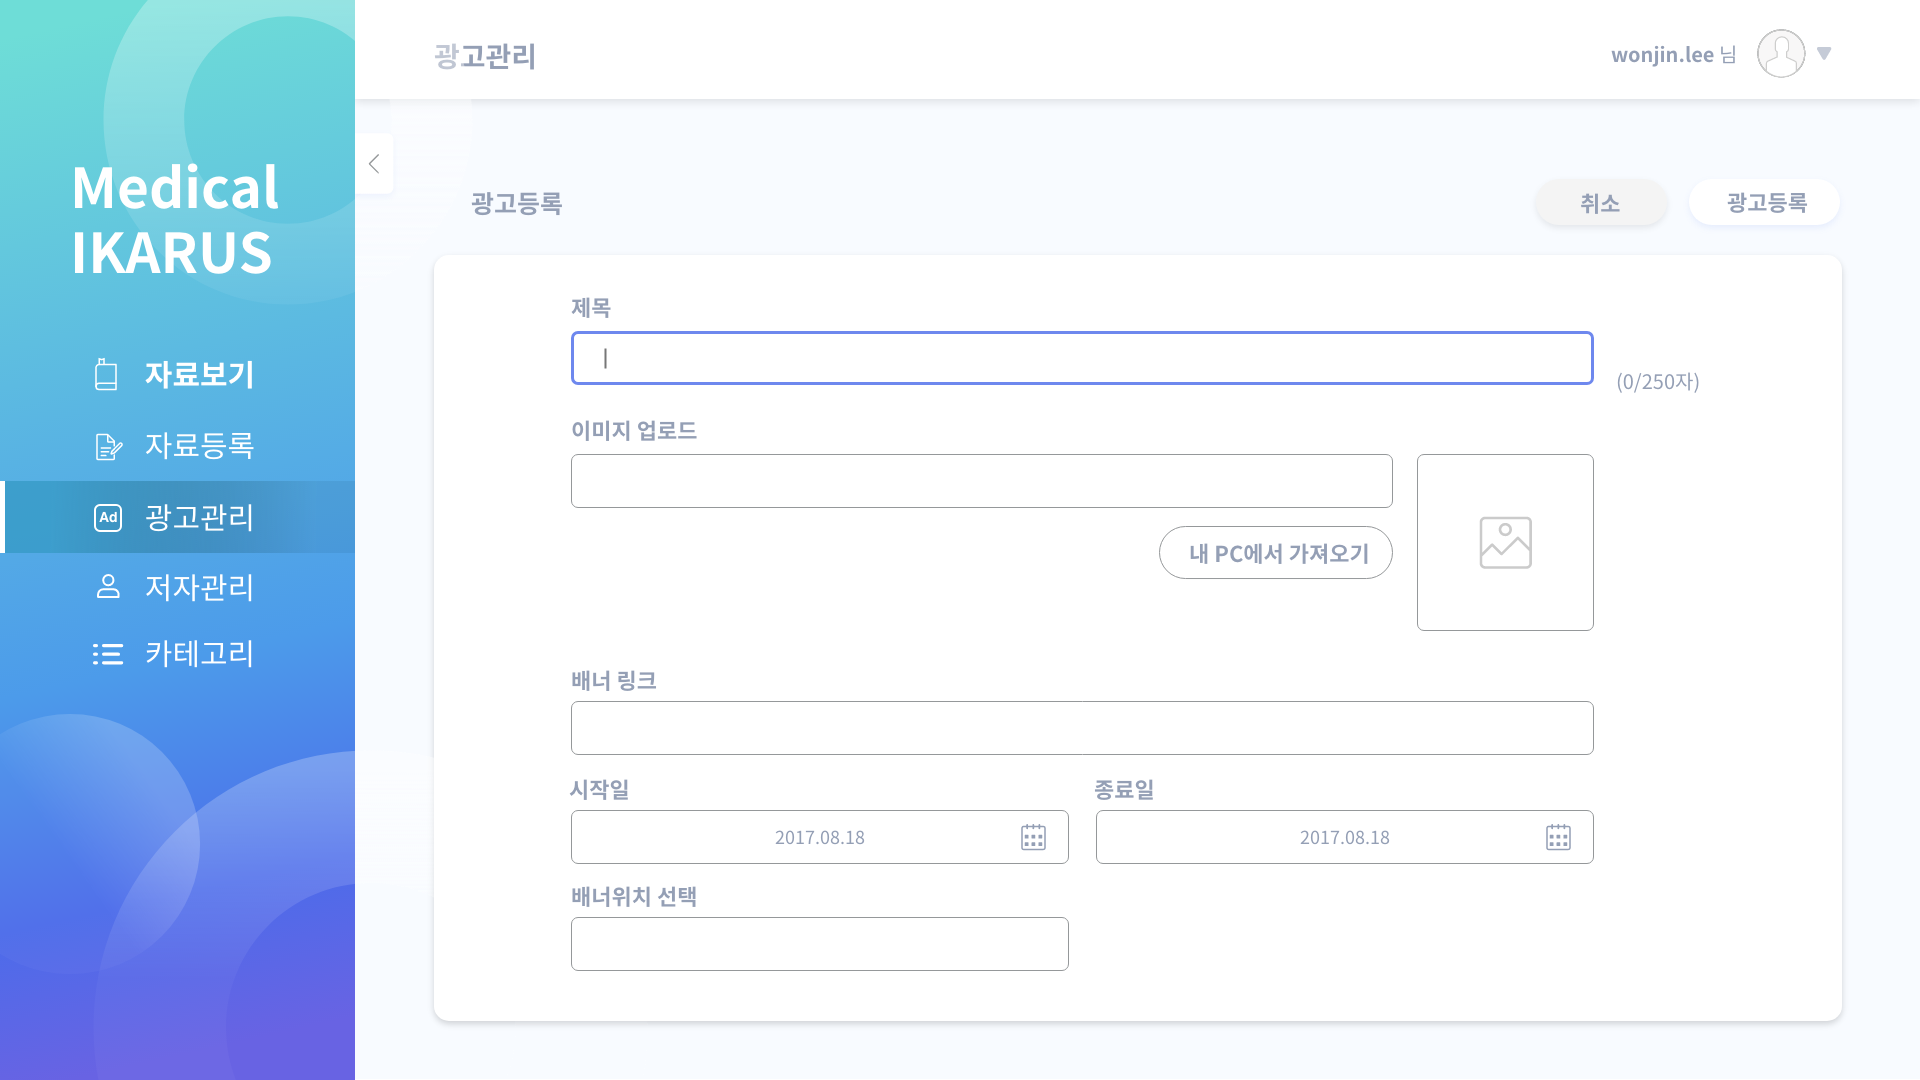 Medical
IKARUS
자료보기
자료등록
Ad 광고관리
저자관리
카테고리
광고관리
wonjin.lee 님
광고등록
취소
광고등록
제목
(0/250자)
이미지 업로드
내 PC에서 가져오기
배너 링크
시작일
종료일
2017.08.18
2017.08.18
배너위치 선택